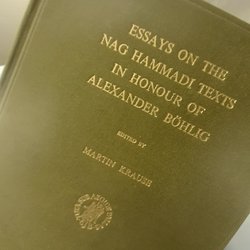 ESSAYS ON THE
NAG HAMMADI TEXTS
IN HONOUR OF
ALEXANDER BÖHLIG
EDITED BY
MARTIN KRAUSE